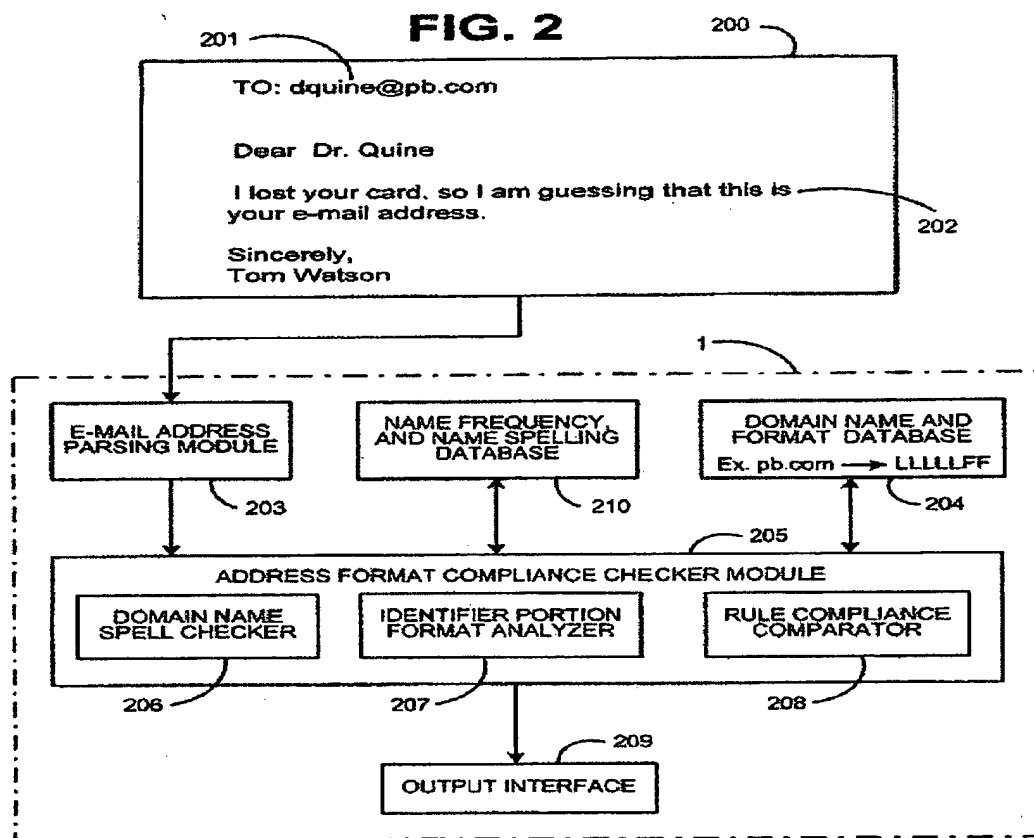 FIG. 2
201
200
TO: dquine@pb.com
Dear Dr. Quine
I lost your card, so I am guessing that this is
your e-mail address.
202
Sincerely,
Tom Watson
1
E-MAIL ADDRESS
PARSING MODULE
203
NAME FREQUENCY,
AND NAME SPELLING
DATABASE
210
DOMAIN NAME AND
FORMAT DATABASE
Ex. pb.com → LLLLLFF
204
205
ADDRESS FORMAT COMPLIANCE CHECKER MODULE
DOMAIN NAME
SPELL CHECKER
206
IDENTIFIER PORTION
FORMAT ANALYZER
207
RULE COMPLIANCE
COMPARATOR
208
209
OUTPUT INTERFACE